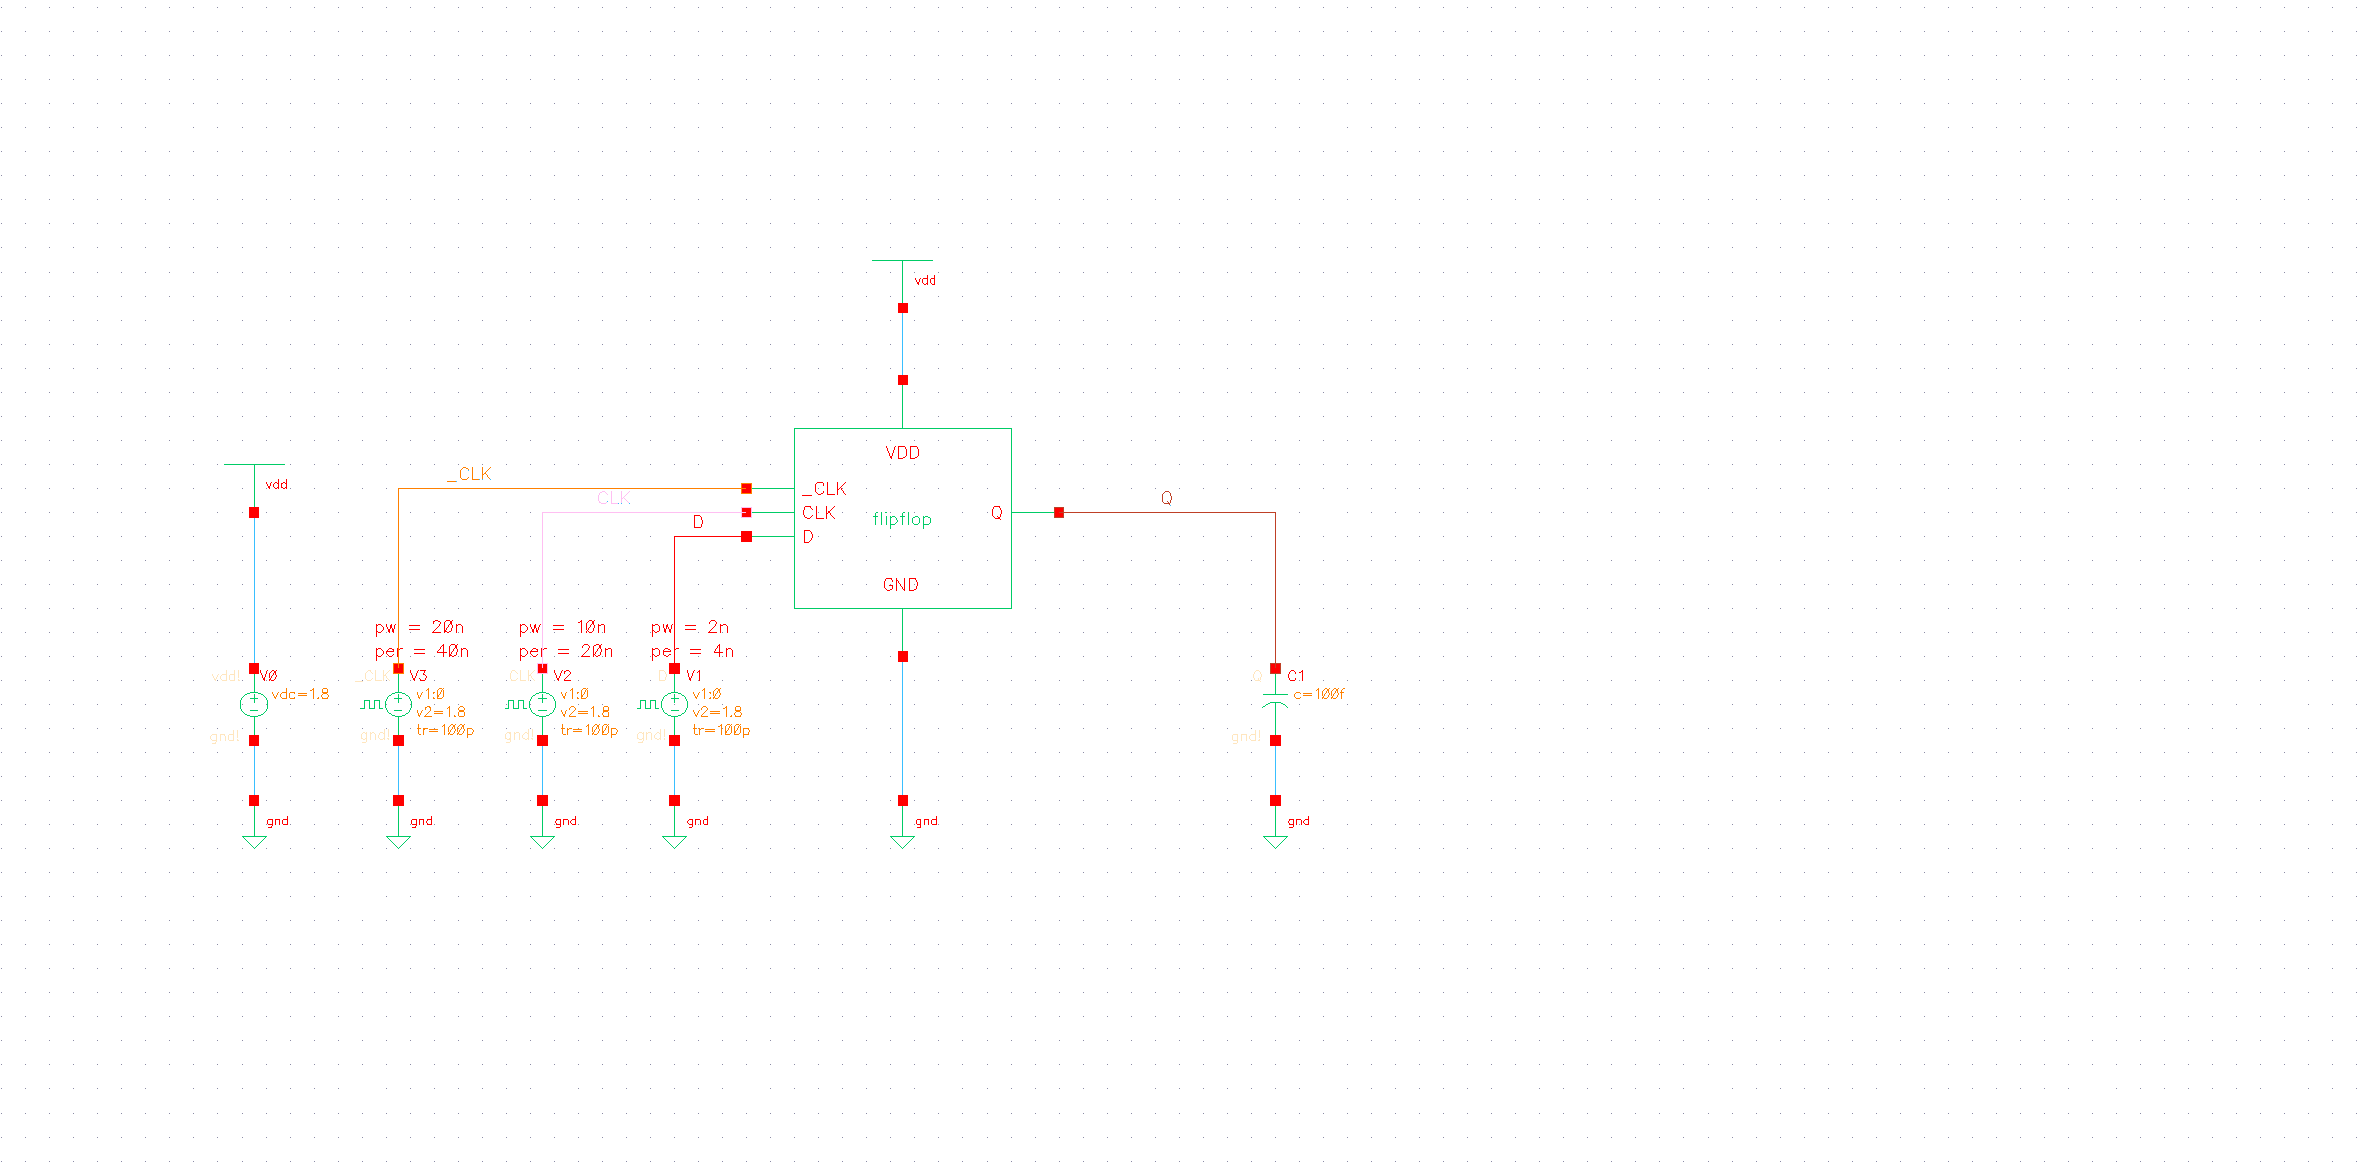 vdd
VDD
_CLK
_CLK
CLK
CLK
D
D
flipflop
Q
Q
GND
vdd
pw = 20n
per = 40n
pw = 10n
per = 20n
pw = 2n
per = 4n
vdd!
V0
vdc=1.8
gnd!
gnd
_CLK
V3
v1:0
v2=1.8
tr=100p
gnd!
gnd
CLK
V2
v1:0
v2=1.8
tr=100p
gnd!
gnd
D
V1
v1:0
v2=1.8
tr=100p
gnd!
gnd
gnd
Q
C1
c=100f
gnd!
gnd